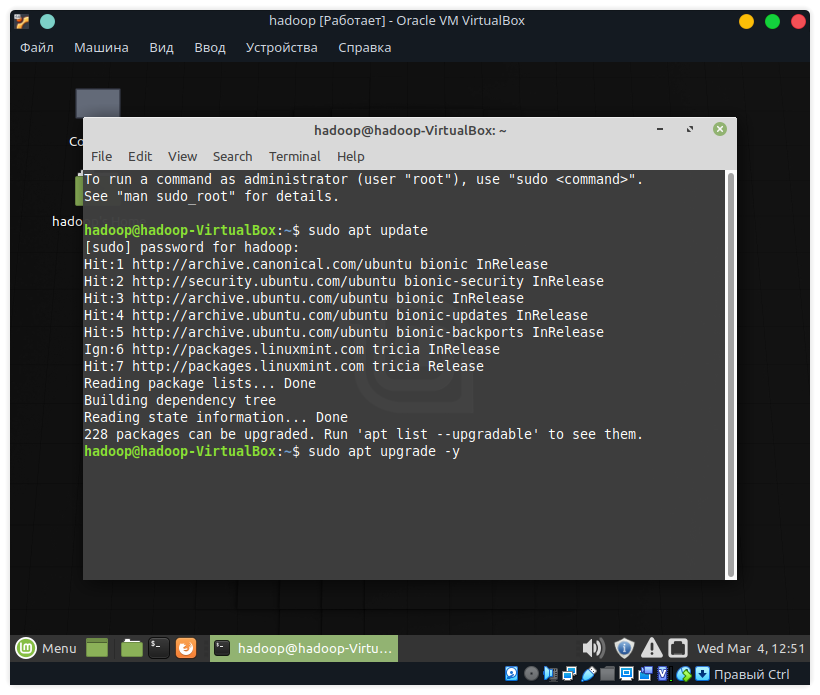 hadoop [Работает] - Oracle VM VirtualBox
Файл Машина Вид Ввод Устройства Справка
hadoop@hadoop-VirtualBox: ~
File Edit View Search Terminal Help
To run a command as administrator (user "root"), use "sudo <command>".
See "man sudo_root" for details.
hadoop@hadoop-VirtualBox:~$ sudo apt update
[sudo] password for hadoop:
Hit:1 http://archive.canonical.com/ubuntu bionic InRelease
Hit:2 http://security.ubuntu.com/ubuntu bionic-security InRelease
Hit:3 http://archive.ubuntu.com/ubuntu bionic InRelease
Hit:4 http://archive.ubuntu.com/ubuntu bionic-updates InRelease
Hit:5 http://archive.ubuntu.com/ubuntu bionic-backports InRelease
Ign:6 http://packages.linuxmint.com tricia InRelease
Hit:7 http://packages.linuxmint.com tricia Release
Reading package lists... Done
Building dependency tree
Reading state information... Done
228 packages can be upgraded. Run 'apt list --upgradable' to see them.
hadoop@hadoop-VirtualBox:~$ sudo apt upgrade -y
Menu hadoop@hadoop-Virtu... Wed Mar 4, 12:51
Правый Ctrl